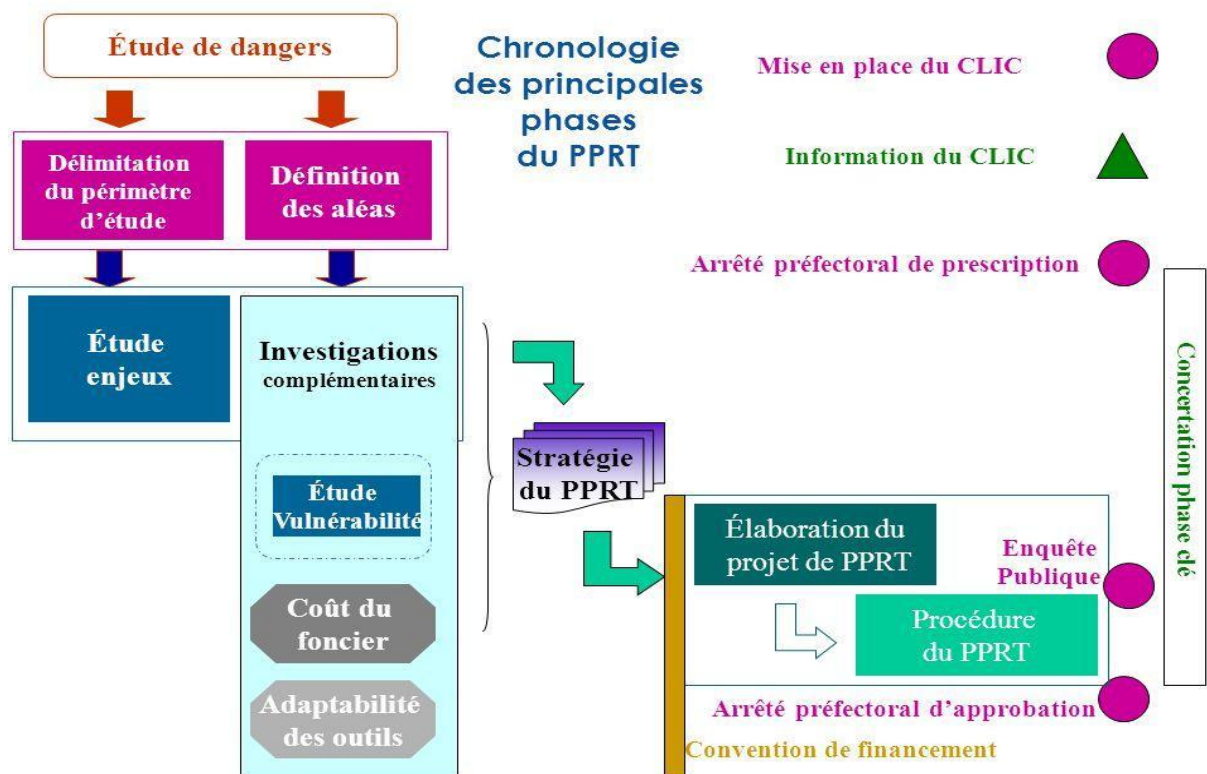 Étude de dangers
Chronologie
des principales
phases
du PPRT
Mise en place du CLIC
Information du CLIC
Arrêté préfectoral de prescription
Délimitation
du périmètre
d’étude
Définition
des aléas
Étude
enjeux
Investigations
complémentaires
Étude
Vulnérabilité
Coût du
foncier
Adaptabilité
des outils
Stratégie
du PPRT
Élaboration du
projet de PPRT
Enquête
Publique
Procédure
du PPRT
Arrêté préfectoral d’approbation
Convention de financement
Concertation phase clé